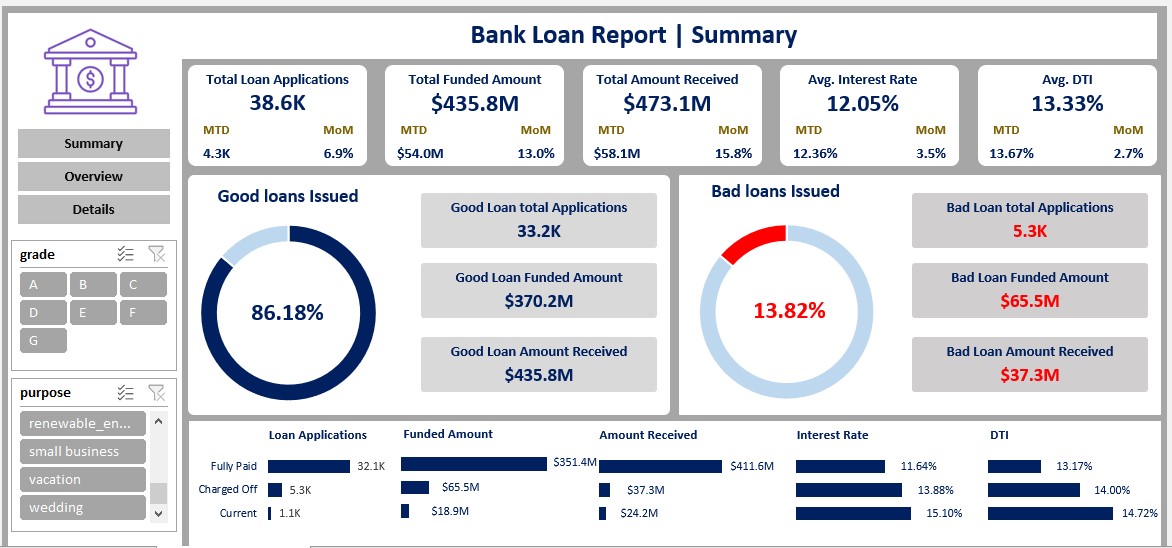 Bank Loan Report | Summary
$
Summary
Overview
Details
grade
A B C
D E F
G
purpose
renewable_en...
small business
vacation
wedding
Total Loan Applications
38.6K
MTD MoM
4.3K 6.9%
Total Funded Amount
$435.8M
MTD MoM
$54.0M 13.0%
Total Amount Received
$473.1M
MTD MoM
$58.1M 15.8%
Avg. Interest Rate
12.05%
MTD MoM
12.36% 3.5%
Avg. DTI
13.33%
MTD MoM
13.67% 2.7%
Good loans Issued
86.18%
Good Loan total Applications
33.2K
Good Loan Funded Amount
$370.2M
Good Loan Amount Received
$435.8M
Bad loans Issued
13.82%
Bad Loan total Applications
5.3K
Bad Loan Funded Amount
$65.5M
Bad Loan Amount Received
$37.3M
Loan Applications Funded Amount Amount Received Interest Rate DTI
Fully Paid 32.1K $351.4M $411.6M 11.64% 13.17%
Charged Off 5.3K $65.5M $37.3M 13.88% 14.00%
Current 1.1K $18.9M $24.2M 15.10% 14.72%